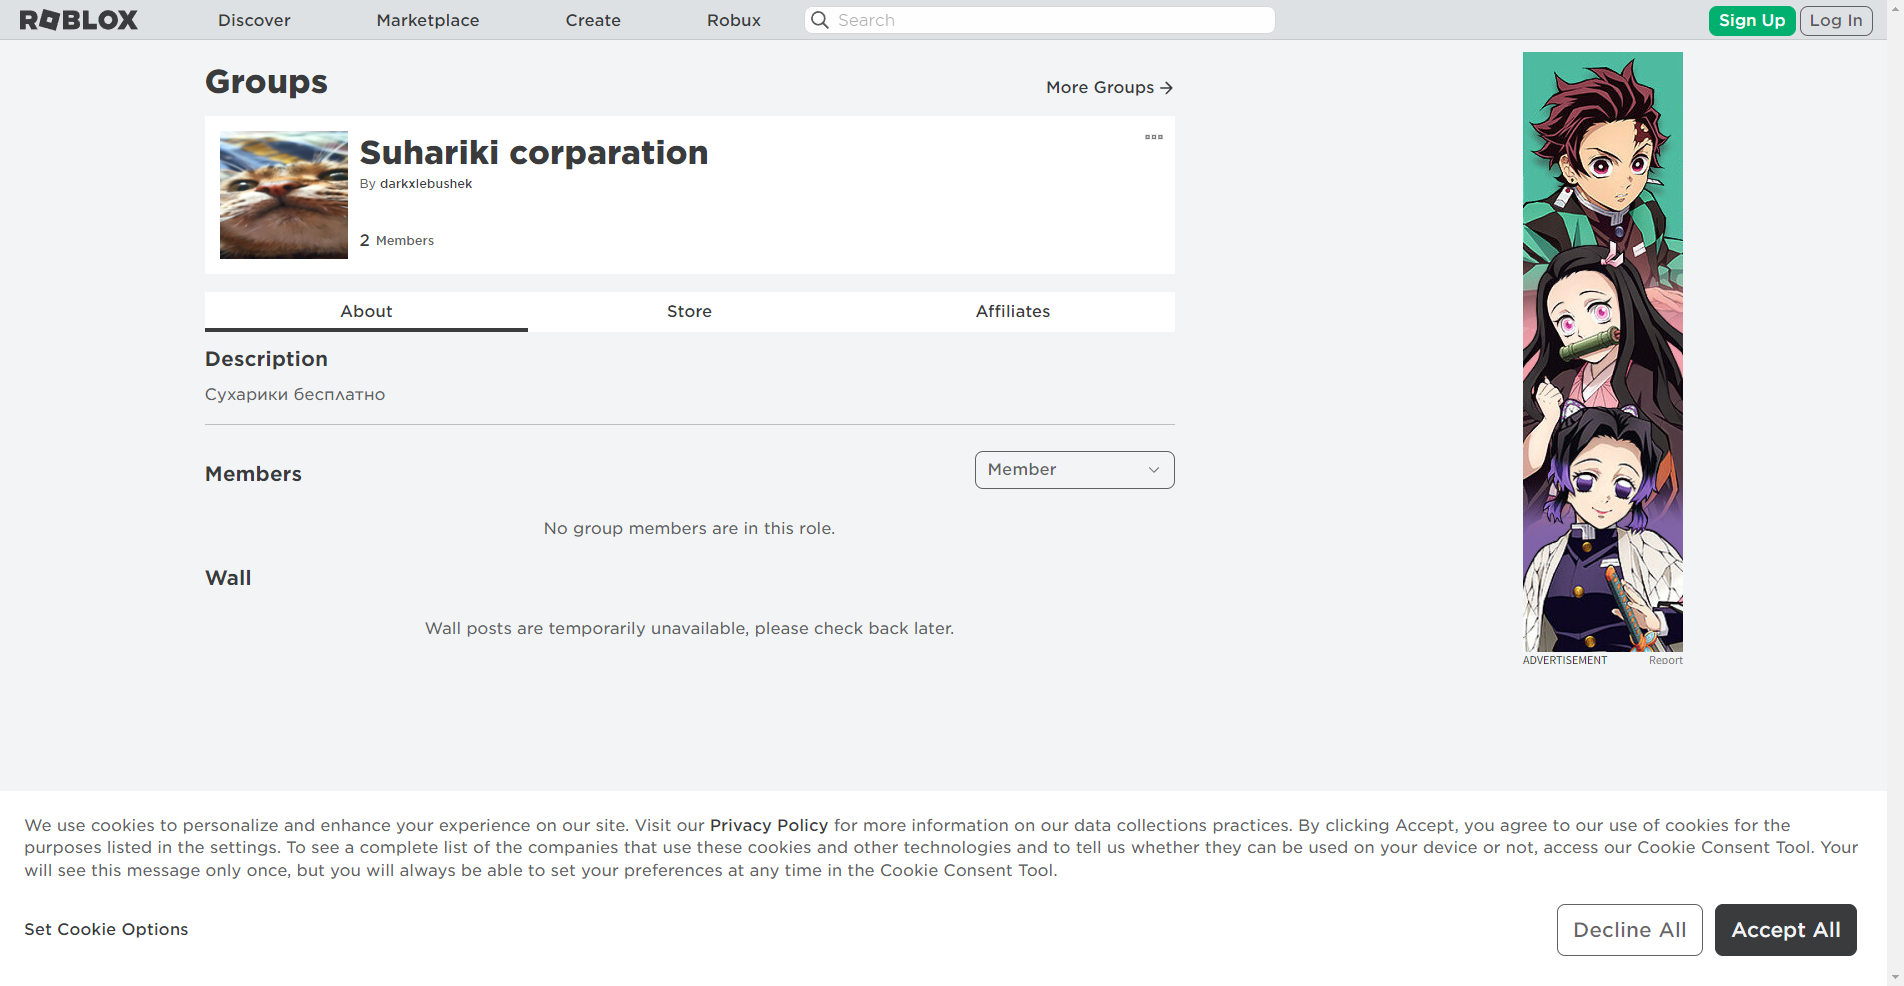 ROBLOX
Discover
Marketplace
Create
Robux
Search
Sign Up
Log In
Groups
More Groups
Suhariki corparation
By darkxlebushek
2 Members
About
Store
Affiliates
Description
Сухарики бесплатно
Members
Member
No group members are in this role.
Wall
Wall posts are temporarily unavailable, please check back later.
ADVERTISEMENT
Report
We use cookies to personalize and enhance your experience on our site. Visit our Privacy Policy for more information on our data collections practices. By clicking Accept, you agree to our use of cookies for the
purposes listed in the settings. To see a complete list of the companies that use these cookies and other technologies and to tell us whether they can be used on your device or not, access our Cookie Consent Tool. Your
will see this message only once, but you will always be able to set your preferences at any time in the Cookie Consent Tool.
Set Cookie Options
Decline All
Accept All